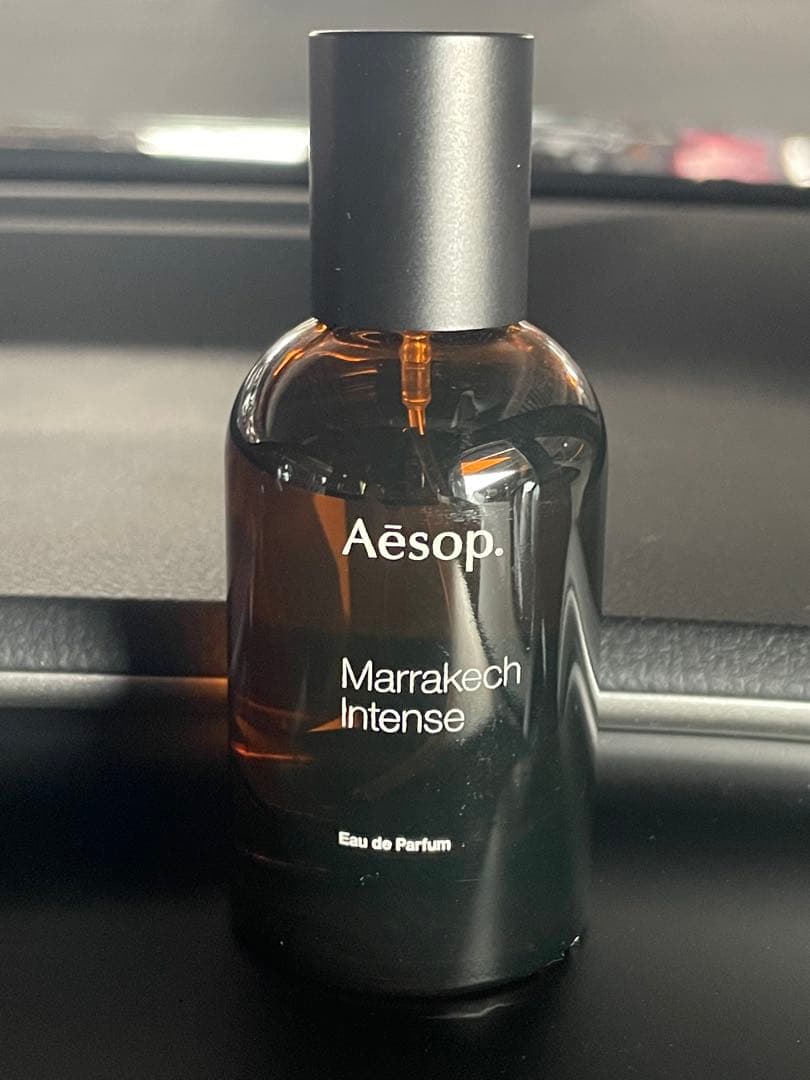 Aēsop.
Marrakech
Intense
Eau de Parfum